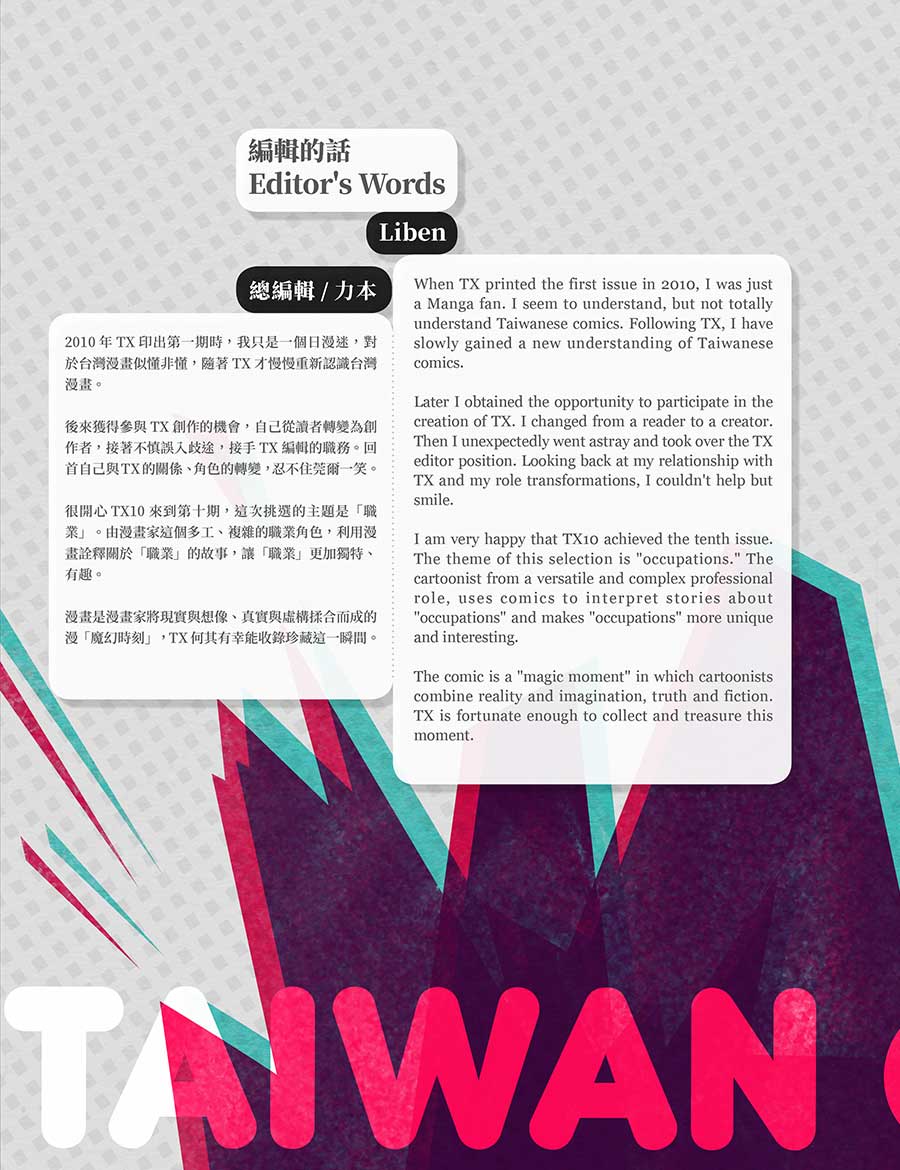 編輯的話
Editor's Words
Liben
總編輯 / 力本
2010 年 TX 印出第一期時，我只是一個日漫迷，對
於台灣漫畫似懂非懂，隨著 TX 才慢慢重新認識台灣
漫畫。
後來獲得參與 TX 創作的機會，自己從讀者轉變為創
作者，接著不慎誤入歧途，接手 TX 編輯的職務。回
首自己與TX的關係、角色的轉變，忍不住莞爾一笑。
很開心 TX10 來到第十期，這次挑選的主題是「職
業」。由漫畫家這個多工、複雜的職業角色，利用漫
畫詮釋關於「職業」的故事，讓「職業」更加獨特、
有趣。
漫畫是漫畫家將現實與想像、真實與虛構揉合而成的
漫「魔幻時刻」，TX 何其有幸能收錄珍藏這一瞬間。
When TX printed the first issue in 2010, I was just
a Manga fan. I seem to understand, but not totally
understand Taiwanese comics. Following TX, I have
slowly gained a new understanding of Taiwanese
comics.
Later I obtained the opportunity to participate in the
creation of TX. I changed from a reader to a creator.
Then I unexpectedly went astray and took over the TX
editor position. Looking back at my relationship with
TX and my role transformations, I couldn't help but
smile.
I am very happy that TX10 achieved the tenth issue.
The theme of this selection is "occupations." The
cartoonist from a versatile and complex professional
role, uses comics to interpret stories about
"occupations" and makes "occupations" more unique
and interesting.
The comic is a "magic moment" in which cartoonists
combine reality and imagination, truth and fiction.
TX is fortunate enough to collect and treasure this
moment.
TAIWAN